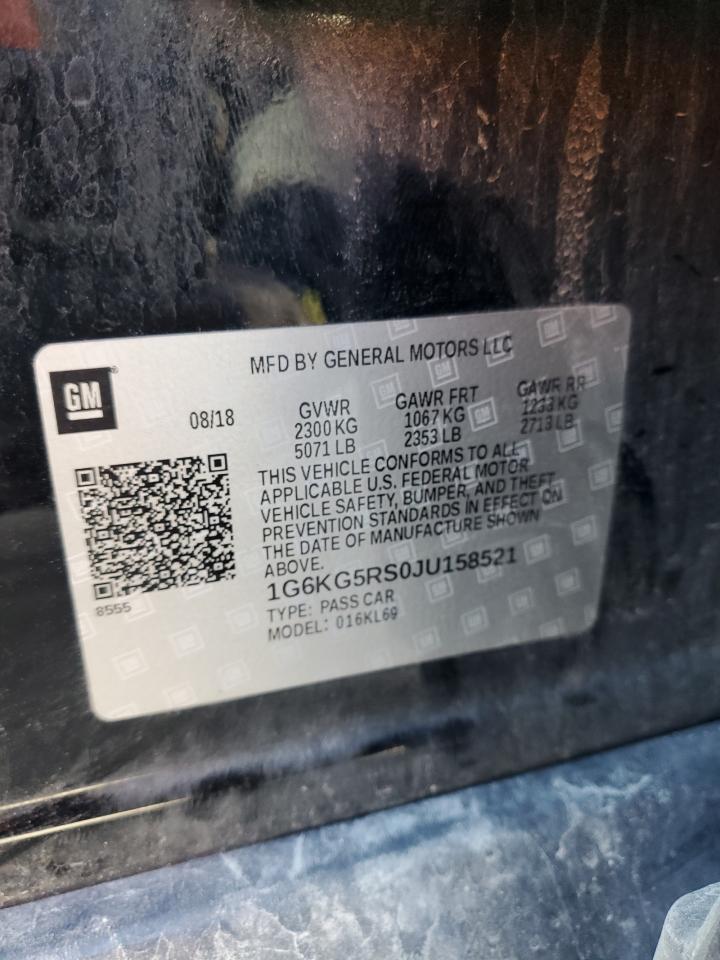 MFD BY GENERAL MOTORS LLC
GM
08/18
GVWR
2300 KG
5071 LB
GAWR FRT
1067 KG
2353 LB
GAWR RR
1233 KG
2713 LB
THIS VEHICLE CONFORMS TO ALL
APPLICABLE U.S. FEDERAL MOTOR
VEHICLE SAFETY, BUMPER, AND THEFT
PREVENTION STANDARDS IN EFFECT ON
THE DATE OF MANUFACTURE SHOWN
ABOVE.
1G6KG5RS0JU158521
TYPE: PASS CAR
MODEL: 016KL69
8555